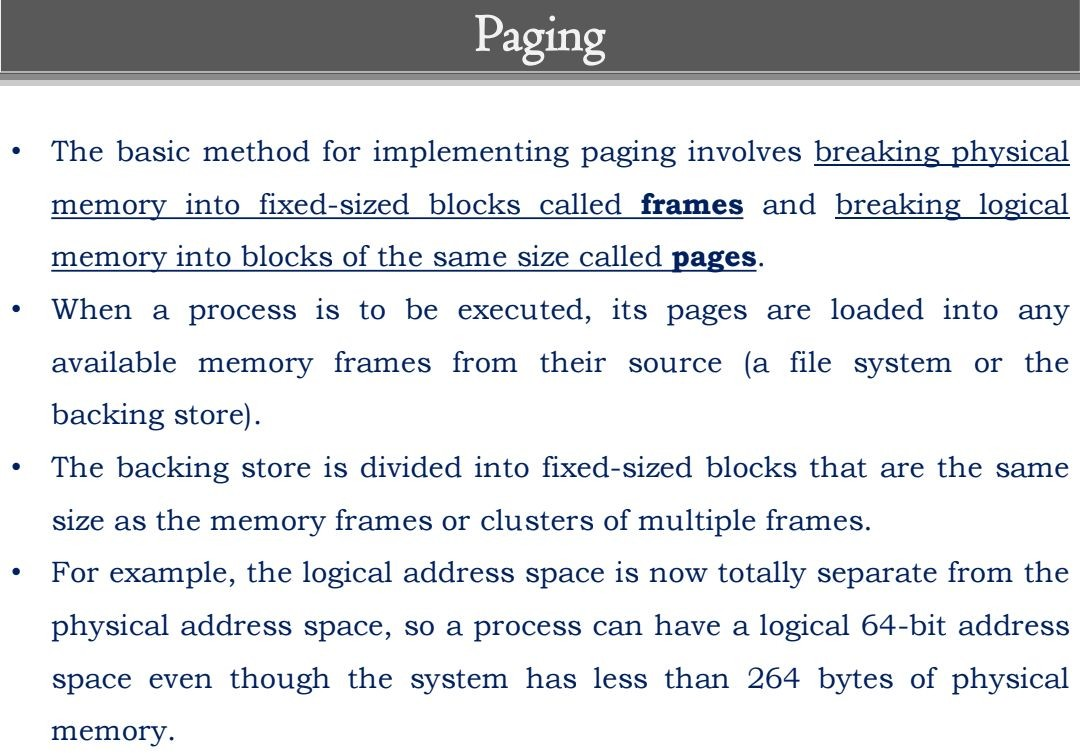 Paging
• The basic method for implementing paging involves breaking physical
memory into fixed-sized blocks called frames and breaking logical
memory into blocks of the same size called pages.
• When a process is to be executed, its pages are loaded into any
available memory frames from their source (a file system or the
backing store).
• The backing store is divided into fixed-sized blocks that are the same
size as the memory frames or clusters of multiple frames.
• For example, the logical address space is now totally separate from the
physical address space, so a process can have a logical 64-bit address
space even though the system has less than 264 bytes of physical
memory.